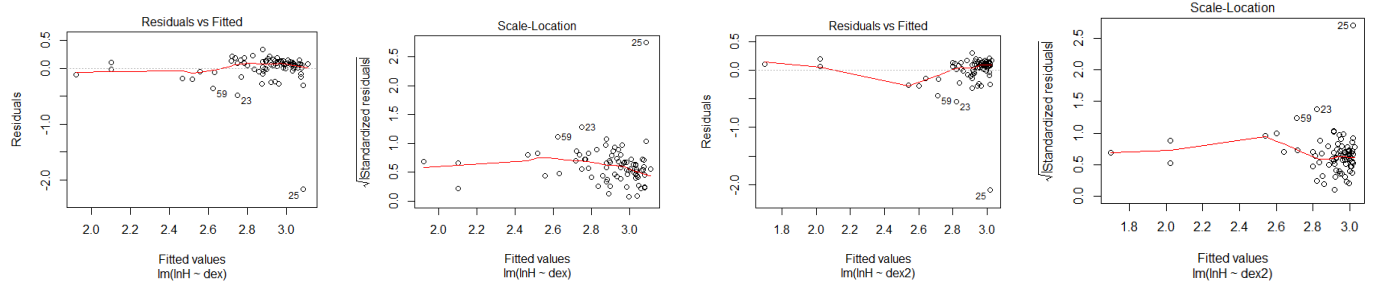 Residuals vs Fitted
Residuals
0.5
0.0
-1.0
-2.0
59
23
25
2.0 2.2 2.4 2.6 2.8 3.0
Fitted values
lm(lnH ~ dex)
Scale-Location
√|Standardized residuals|
2.5
2.0
1.5
1.0
0.5
0.0
25
23
59
2.0 2.2 2.4 2.6 2.8 3.0
Fitted values
lm(lnH ~ dex)
Residuals vs Fitted
Residuals
0.5
0.0
-1.0
-2.0
59
23
25
1.8 2.0 2.2 2.4 2.6 2.8 3.0
Fitted values
lm(lnH ~ dex2)
Scale-Location
√|Standardized residuals|
2.5
2.0
1.5
1.0
0.5
0.0
25
23
59
1.8 2.0 2.2 2.4 2.6 2.8 3.0
Fitted values
lm(lnH ~ dex2)